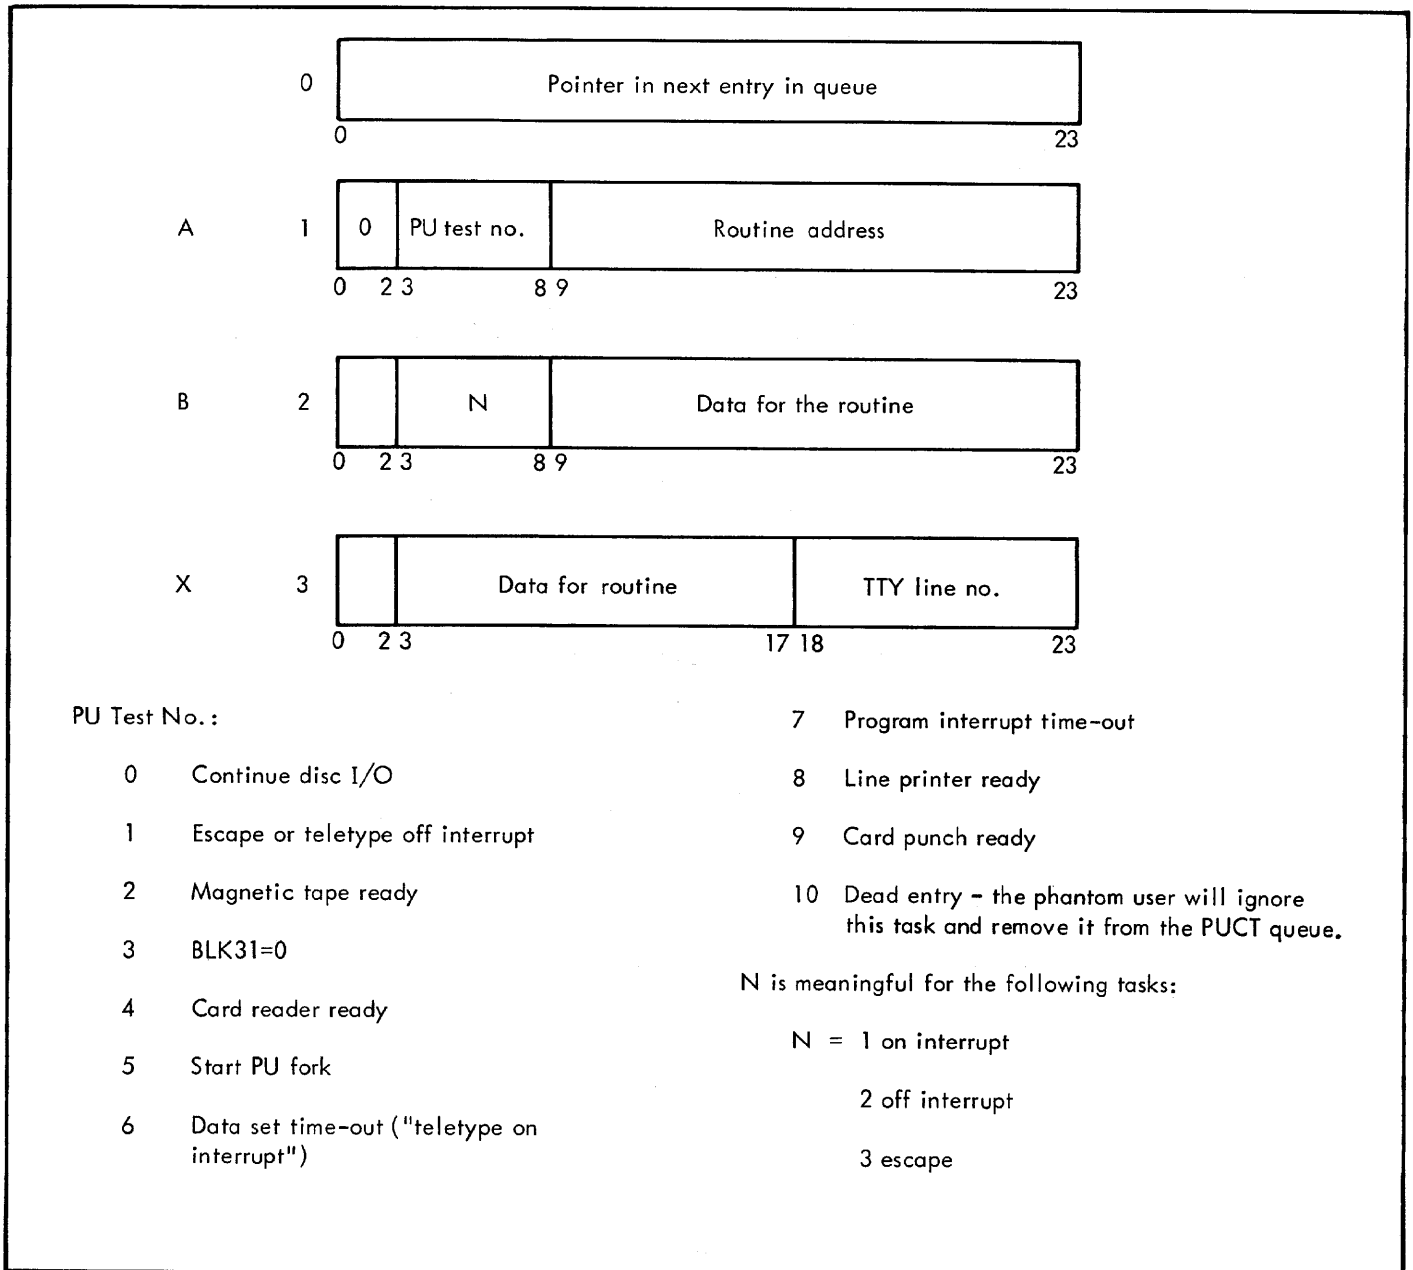 0 Pointer in next entry in queue
0 23
A 1 0 PU test no. Routine address
0 2 3 8 9 23
B 2 N Data for the routine
0 2 3 8 9 23
X 3 Data for routine TTY line no.
0 2 3 17 18 23
PU Test No.:
0 Continue disc I/O
1 Escape or teletype off interrupt
2 Magnetic tape ready
3 BLK31=0
4 Card reader ready
5 Start PU fork
6 Data set time-out ("teletype on
interrupt")
7 Program interrupt time-out
8 Line printer ready
9 Card punch ready
10 Dead entry - the phantom user will ignore
this task and remove it from the PUCT queue.
N is meaningful for the following tasks:
N = 1 on interrupt
2 off interrupt
3 escape